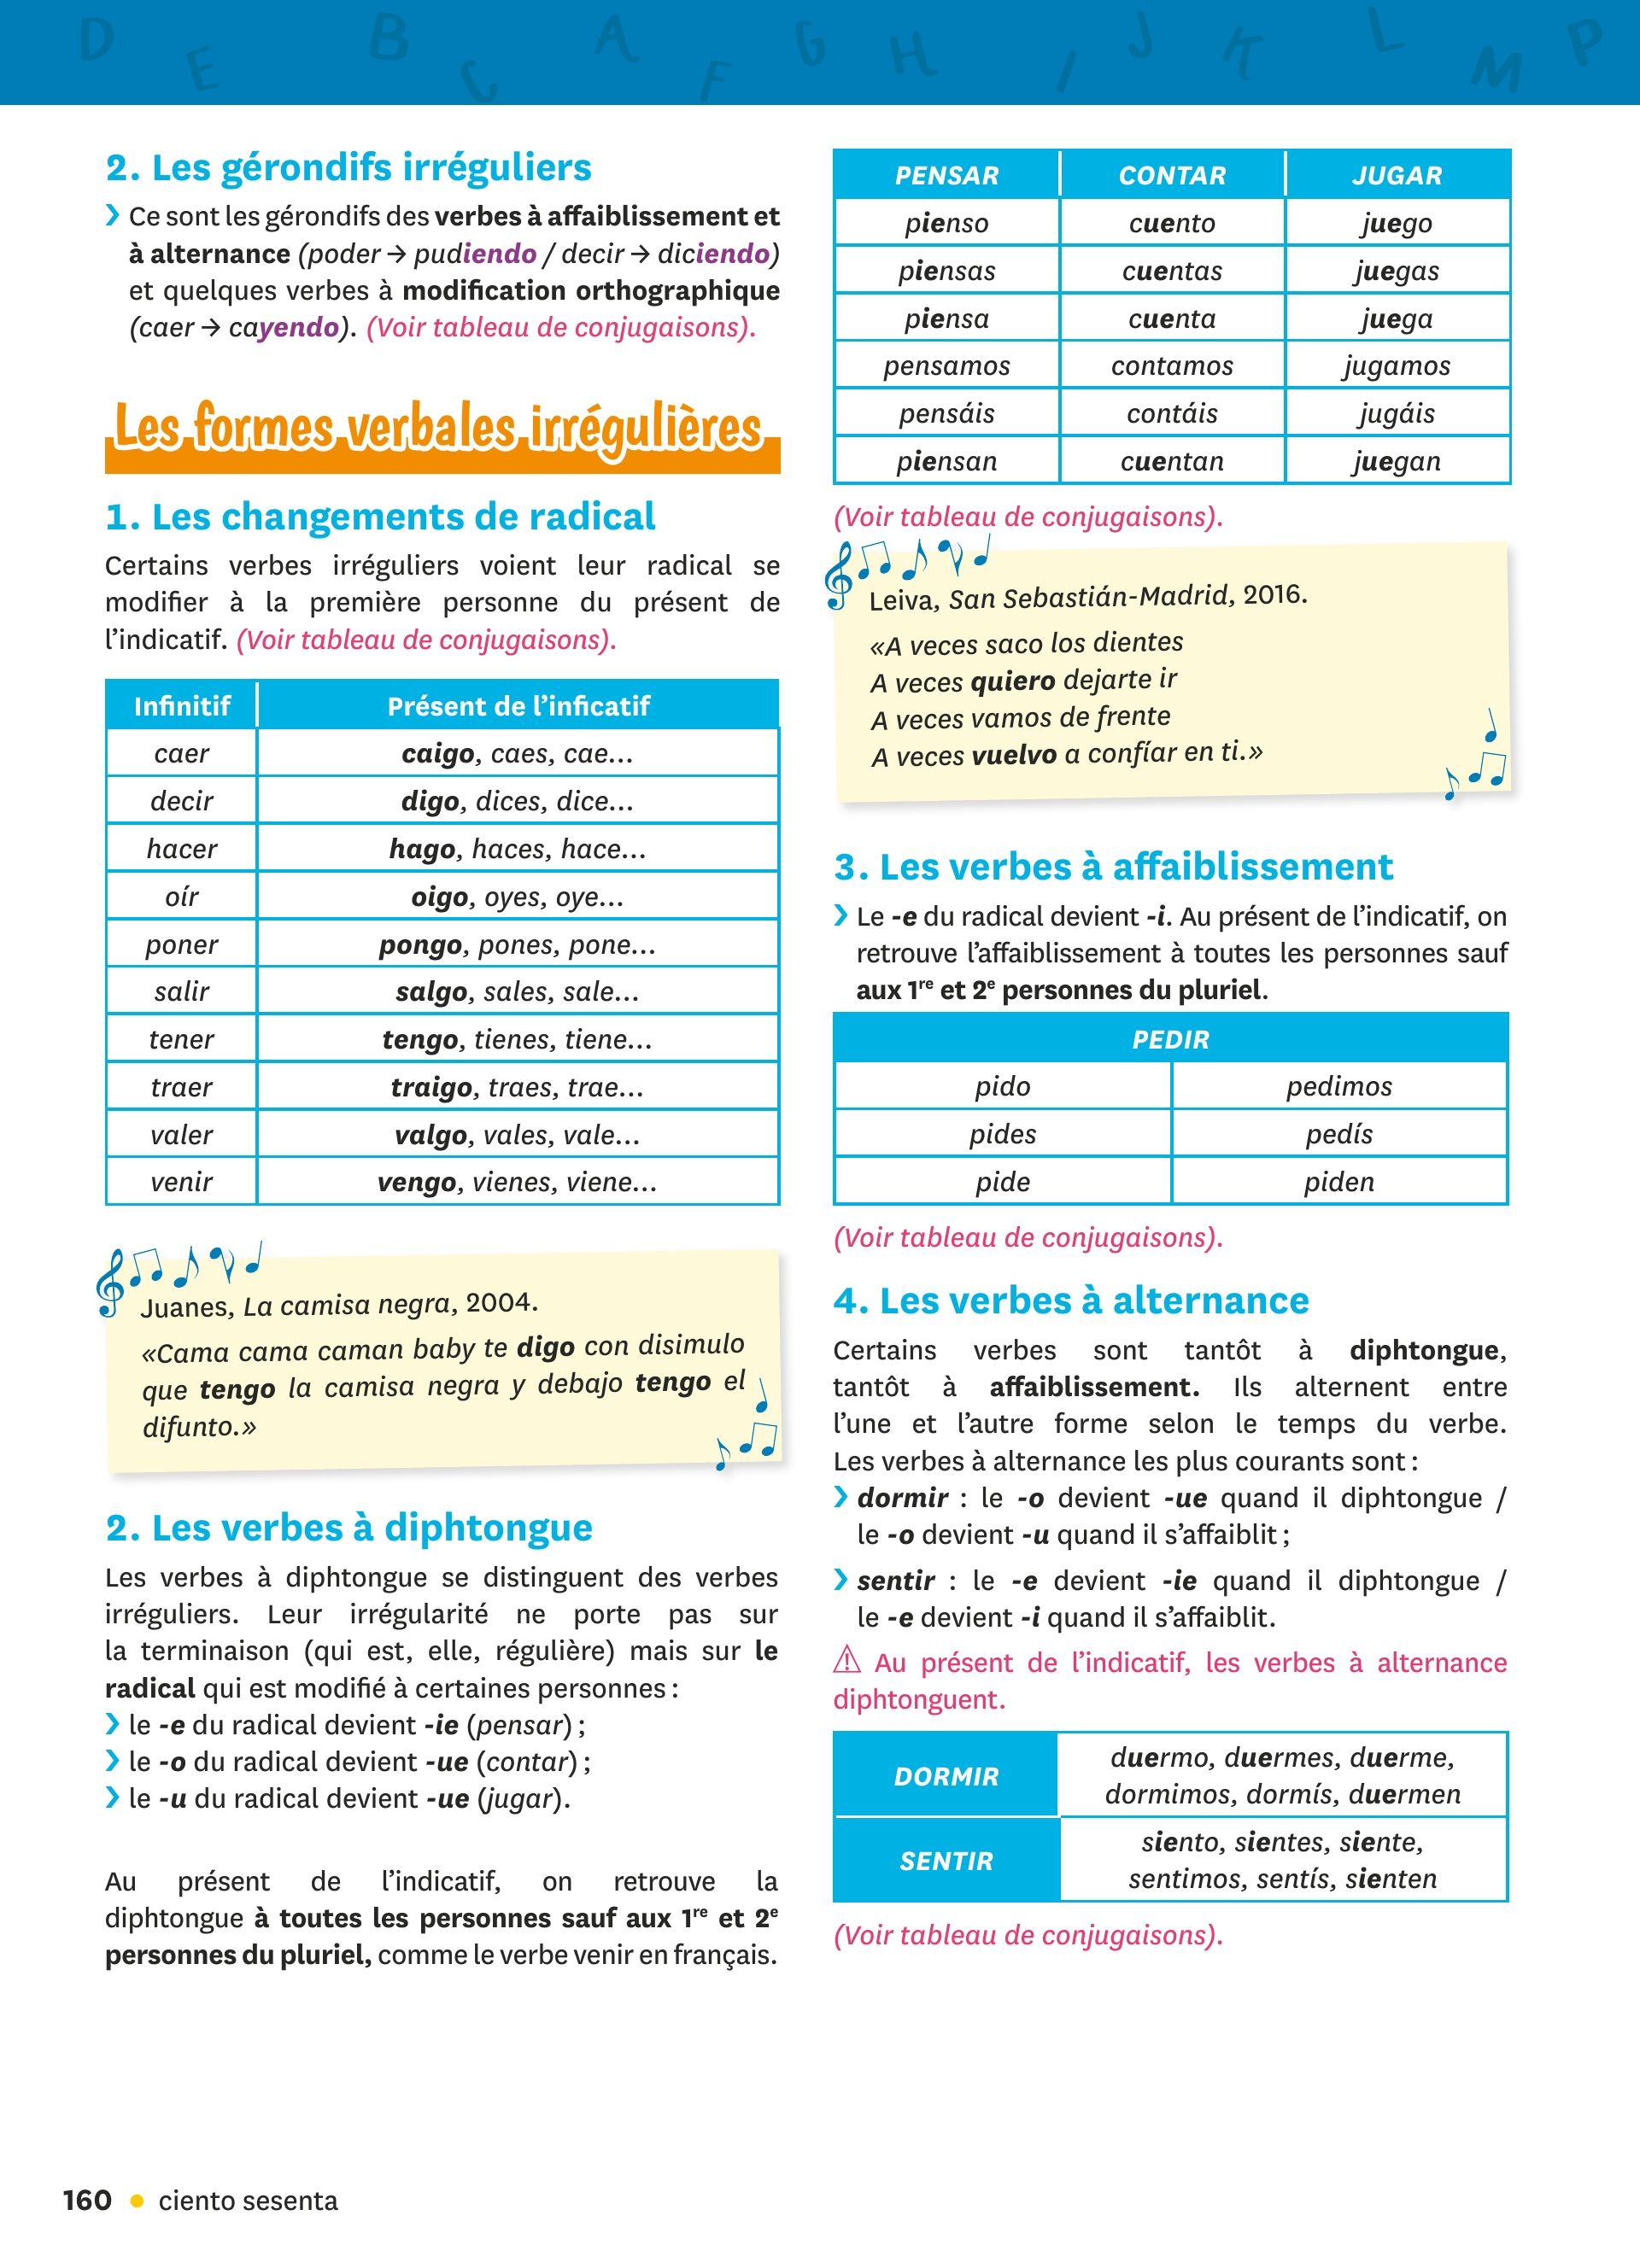 D E B C A F G H I J K L M P
2. Les gérondifs irréguliers
› Ce sont les gérondifs des verbes à affaiblissement et
à alternance (poder → pudiendo / decir → diciendo)
et quelques verbes à modification orthographique
(caer → cayendo). (Voir tableau de conjugaisons).
Les formes verbales irrégulières
1. Les changements de radical
Certains verbes irréguliers voient leur radical se
modifier à la première personne du présent de
l'indicatif. (Voir tableau de conjugaisons).
Infinitif Présent de l'inficatif
caer caigo, caes, cae...
decir digo, dices, dice...
hacer hago, haces, hace...
oír oigo, oyes, oye...
poner pongo, pones, pone...
salir salgo, sales, sale...
tener tengo, tienes, tiene...
traer traigo, traes, trae...
valer valgo, vales, vale...
venir vengo, vienes, viene...
Juanes, La camisa negra, 2004.
«Cama cama caman baby te digo con disimulo
que tengo la camisa negra y debajo tengo el
difunto.»
2. Les verbes à diphtongue
Les verbes à diphtongue se distinguent des verbes
irréguliers. Leur irrégularité ne porte pas sur
la terminaison (qui est, elle, régulière) mais sur le
radical qui est modifié à certaines personnes :
› le -e du radical devient -ie (pensar) ;
› le -o du radical devient -ue (contar) ;
› le -u du radical devient -ue (jugar).
Au présent de l'indicatif, on retrouve la
diphtongue à toutes les personnes sauf aux 1re et 2e
personnes du pluriel, comme le verbe venir en français.
PENSAR CONTAR JUGAR
pienso cuento juego
piensas cuentas juegas
piensa cuenta juega
pensamos contamos jugamos
pensáis contáis jugáis
piensan cuentan juegan
(Voir tableau de conjugaisons).
Leiva, San Sebastián-Madrid, 2016.
«A veces saco los dientes
A veces quiero dejarte ir
A veces vamos de frente
A veces vuelvo a confíar en ti.»
3. Les verbes à affaiblissement
› Le -e du radical devient -i. Au présent de l'indicatif, on
retrouve l'affaiblissement à toutes les personnes sauf
aux 1re et 2e personnes du pluriel.
PEDIR
pido pedimos
pides pedís
pide piden
(Voir tableau de conjugaisons).
4. Les verbes à alternance
Certains verbes sont tantôt à diphtongue,
tantôt à affaiblissement. Ils alternent entre
l'une et l'autre forme selon le temps du verbe.
Les verbes à alternance les plus courants sont :
› dormir : le -o devient -ue quand il diphtongue /
le -o devient -u quand il s'affaiblit ;
› sentir : le -e devient -ie quand il diphtongue /
le -e devient -i quand il s'affaiblit.
⚠ Au présent de l'indicatif, les verbes à alternance
diphtonguent.
DORMIR duermo, duermes, duerme,
dormimos, dormís, duermen
SENTIR siento, sientes, siente,
sentimos, sentís, sienten
(Voir tableau de conjugaisons).
160 • ciento sesenta